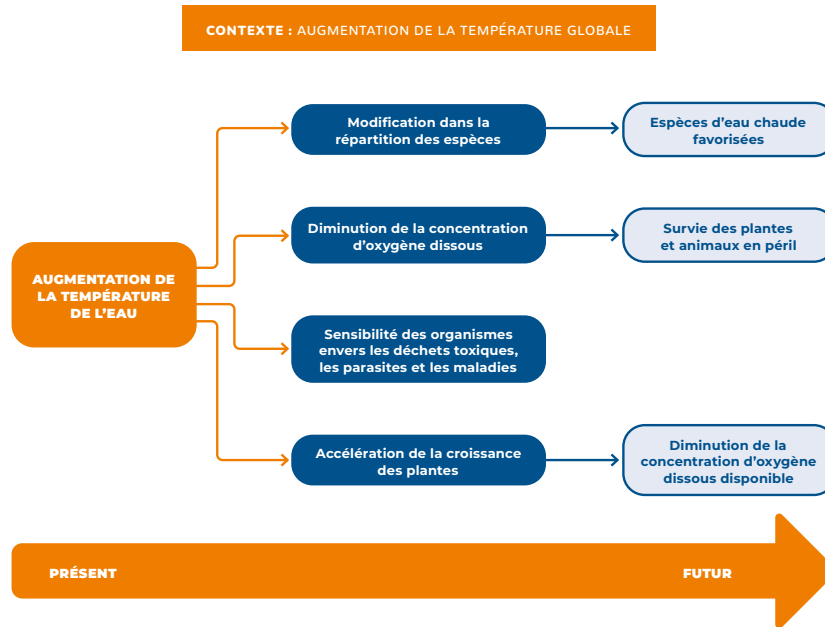 CONTEXTE : AUGMENTATION DE LA TEMPÉRATURE GLOBALE
AUGMENTATION DE
LA TEMPÉRATURE
DE L'EAU
Modification dans la
répartition des espèces
Espèces d'eau chaude
favorisées
Diminution de la concentration
d'oxygène dissous
Survie des plantes
et animaux en péril
Sensibilité des organismes
envers les déchets toxiques,
les parasites et les maladies
Accélération de la croissance
des plantes
Diminution de la
concentration d'oxygène
dissous disponible
PRÉSENT
FUTUR